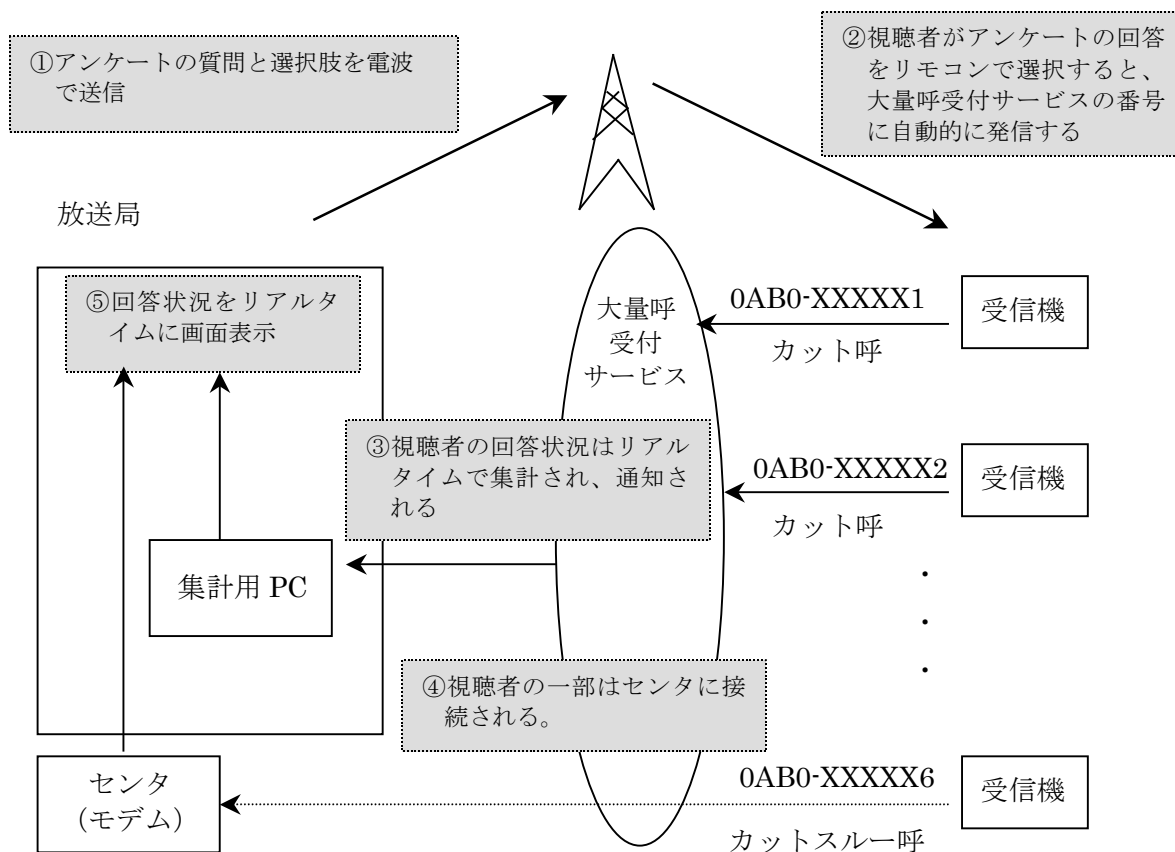 ①アンケートの質問と選択肢を電波
で送信
②視聴者がアンケートの回答
をリモコンで選択すると、
大量呼受付サービスの番号
に自動的に発信する
放送局
⑤回答状況をリアルタ
イムに画面表示
大量呼
受付
サービス
0AB0-XXXXX1
カット呼
受信機
③視聴者の回答状況はリアル
タイムで集計され、通知さ
れる
0AB0-XXXXX2
カット呼
受信機
集計用 PC
・
・
・
④視聴者の一部はセンタに接
続される。
センタ
（モデム）
0AB0-XXXXX6
カットスルー呼
受信機